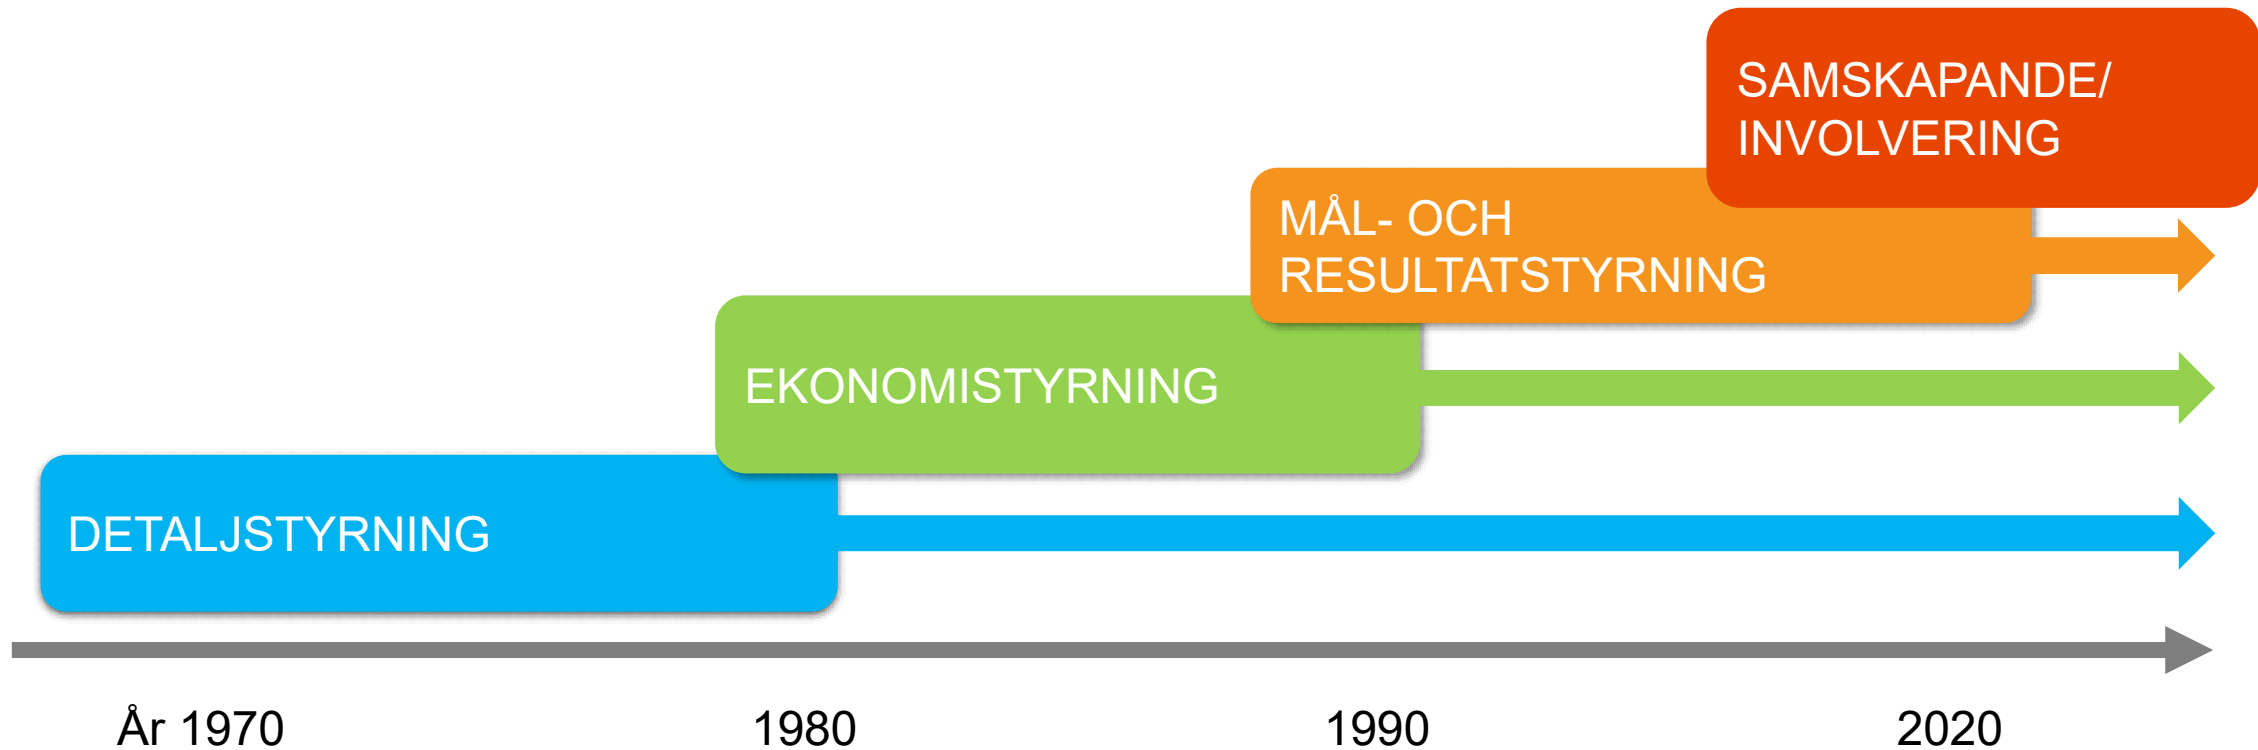 SAMSKAPANDE/
INVOLVERING
MÅL- OCH
RESULTATSTYRNING
EKONOMISTYRNING
DETALJSTYRNING
År 1970 1980 1990 2020